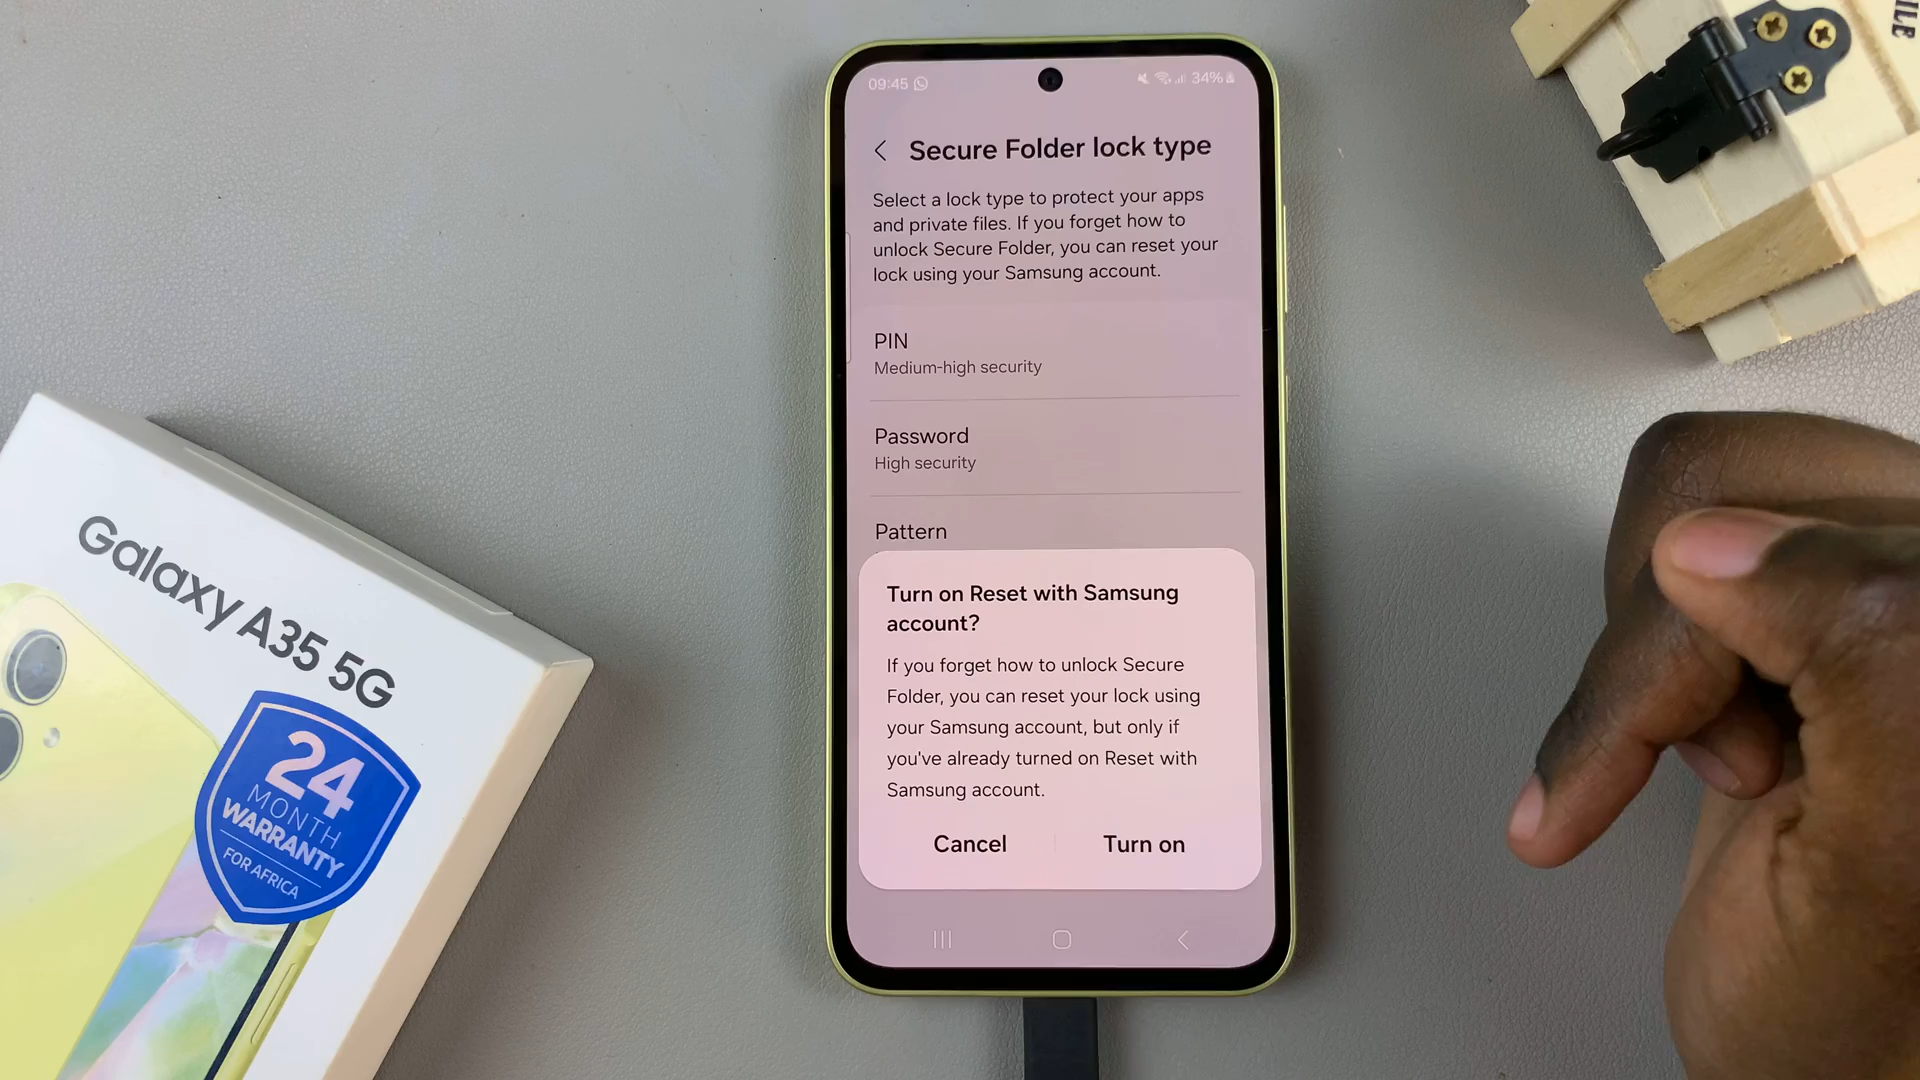 09:45
34%
Secure Folder lock type
Select a lock type to protect your apps
and private files. If you forget how to
unlock Secure Folder, you can reset your
lock using your Samsung account.
PIN
Medium-high security
Password
High security
Pattern
Turn on Reset with Samsung
account?
If you forget how to unlock Secure
Folder, you can reset your lock using
your Samsung account, but only if
you've already turned on Reset with
Samsung account.
Cancel
Turn on
Galaxy A35 5G
24
MONTH
WARRANTY
FOR AFRICA